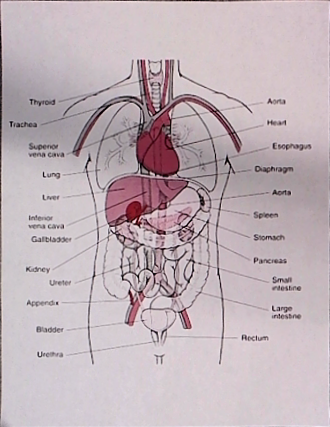 Thyroid
Trachea
Superior
vena cava
Lung
Liver
Inferior
vena cava
Gallbladder
Kidney
Ureter
Appendix
Bladder
Urethra
Aorta
Heart
Esophagus
Diaphragm
Aorta
Spleen
Stomach
Pancreas
Small
intestine
Large
intestine
Rectum